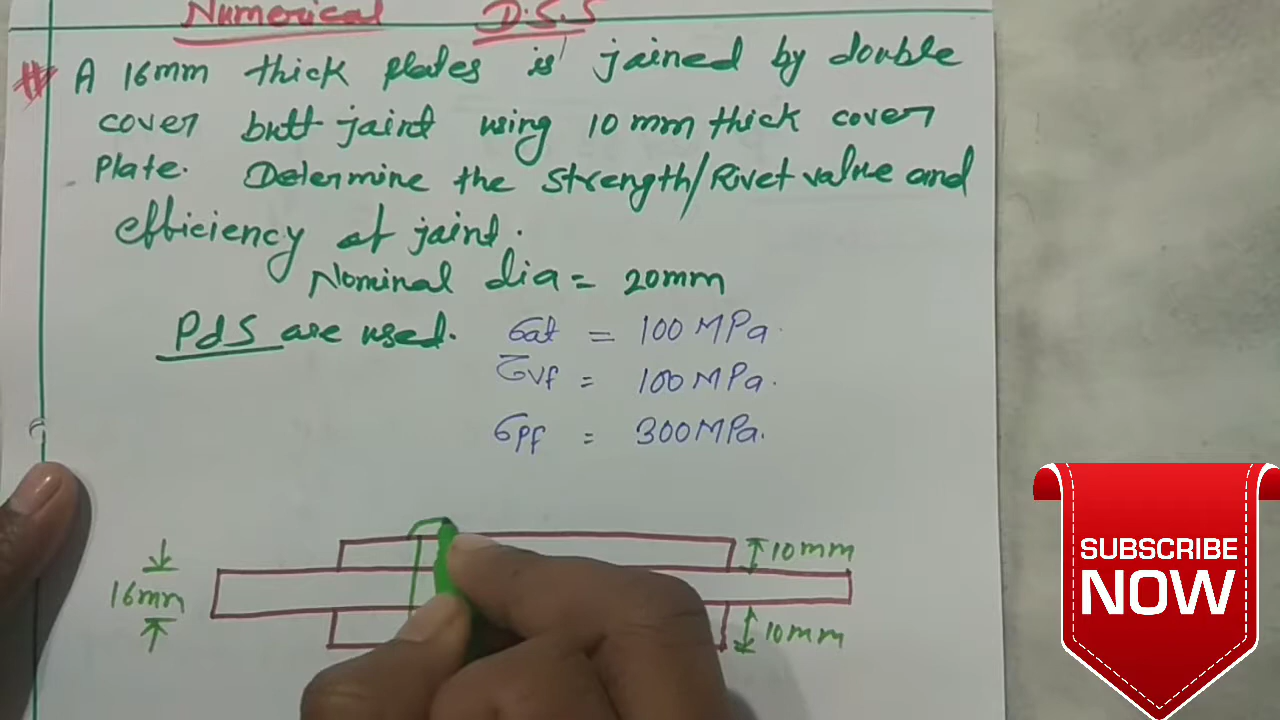 Numerical D.S.S
# A 16mm thick plates is jained by double
cover butt jaint using 10 mm thick cover
Plate. Determine the strength/Rivet value and
efficiency of jaint.
Nominal dia = 20mm
PdS are used. σat = 100 MPa.
τvf = 100 MPa.
σpf = 300 MPa.
10mm
16mm
10mm
SUBSCRIBE
NOW